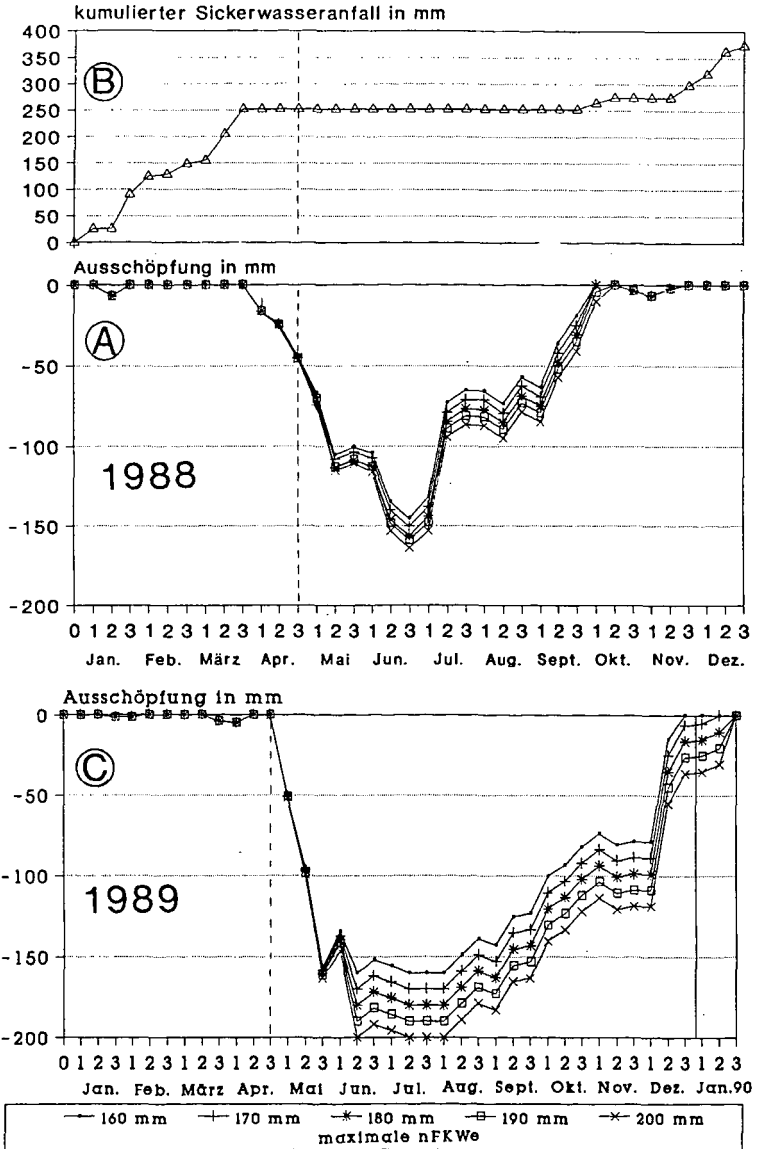 kumulierter Sickerwasseranfall in mm
400
350
300
250
200
150
100
50
0
B
Ausschöpfung in mm
0
-50
-100
-150
-200
A
1988
0 1 2 3 1 2 3 1 2 3 1 2 3 1 2 3 1 2 3 1 2 3 1 2 3 1 2 3 1 2 3 1 2 3 1 2 3
Jan. Feb. März Apr. Mai Jun. Jul. Aug. Sept. Okt. Nov. Dez.
Ausschöpfung in mm
0
-50
-100
-150
-200
C
1989
0 1 2 3 1 2 3 1 2 3 1 2 3 1 2 3 1 2 3 1 2 3 1 2 3 1 2 3 1 2 3 1 2 3 1 2 3 1 2 3
Jan. Feb. März Apr. Mai Jun. Jul. Aug. Sept. Okt. Nov. Dez. Jan.90
160 mm 170 mm 180 mm 190 mm 200 mm
maximale nFKWe